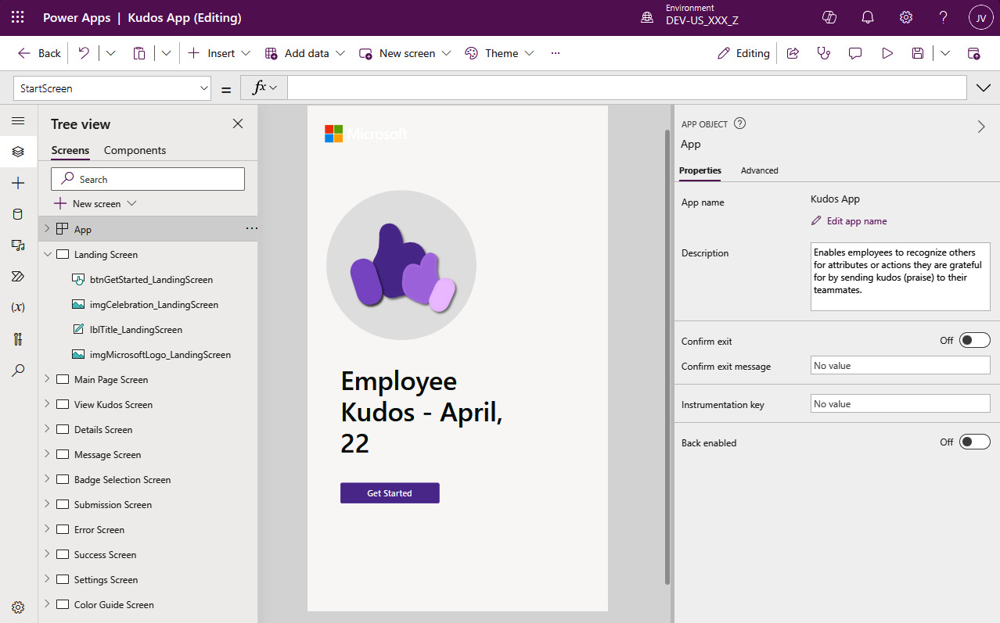 Power Apps | Kudos App (Editing)
Environment
DEV-US_XXX_Z
JV
Back
Insert
Add data
New screen
Theme
...
Editing
StartScreen
=
fx
Tree view
Screens
Components
Search
New screen
App
...
Landing Screen
btnGetStarted_LandingScreen
imgCelebration_LandingScreen
lblTitle_LandingScreen
imgMicrosoftLogo_LandingScreen
Main Page Screen
View Kudos Screen
Details Screen
Message Screen
Badge Selection Screen
Submission Screen
Error Screen
Success Screen
Settings Screen
Color Guide Screen
(x)
Microsoft
Employee
Kudos - April,
22
Get Started
APP OBJECT ?
App
Properties
Advanced
App name
Kudos App
Edit app name
Description
Enables employees to recognize others
for attributes or actions they are grateful
for by sending kudos (praise) to their
teammates.
Confirm exit
Off
Confirm exit message
No value
Instrumentation key
No value
Back enabled
Off